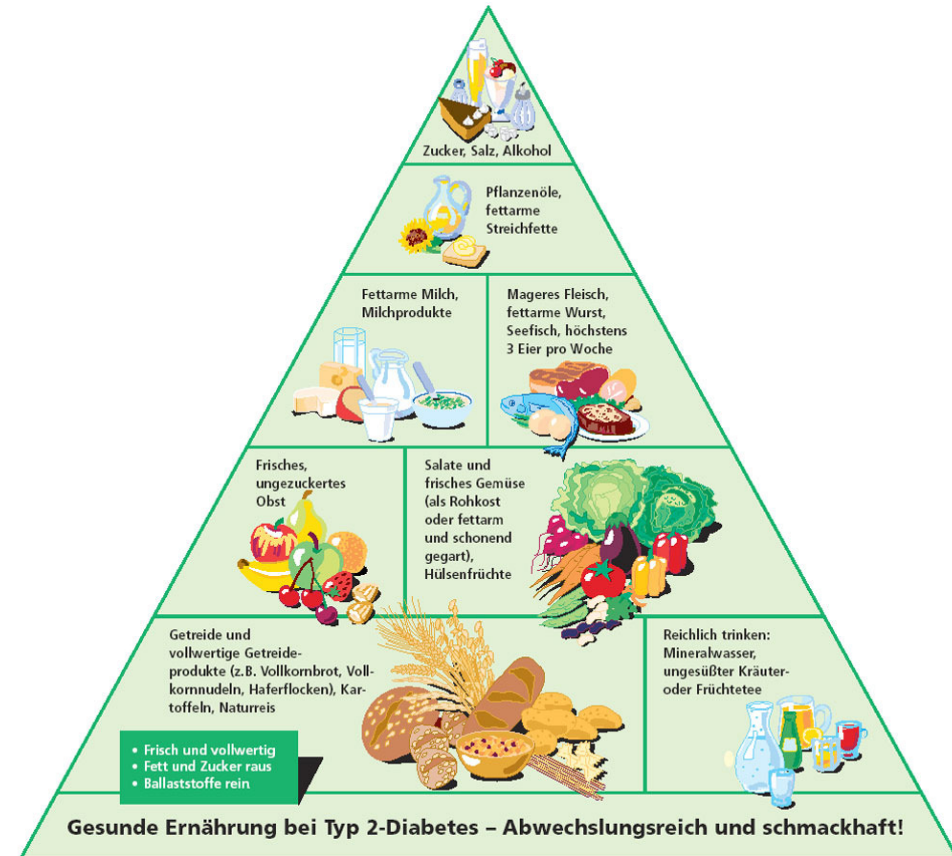 Zucker, Salz, Alkohol
Pflanzenöle,
fettarme
Streichfette
Fettarme Milch,
Milchprodukte
Mageres Fleisch,
fettarme Wurst,
Seefisch, höchstens
3 Eier pro Woche
Frisches,
ungezuckertes
Obst
Salate und
frisches Gemüse
(als Rohkost
oder fettarm
und schonend
gegart),
Hülsenfrüchte
Getreide und
vollwertige Getreide-
produkte (z.B. Vollkornbrot, Voll-
kornnudeln, Haferflocken), Kar-
toffeln, Naturreis
Reichlich trinken:
Mineralwasser,
ungesüßter Kräuter-
oder Früchtetee
• Frisch und vollwertig
• Fett und Zucker raus
• Ballaststoffe rein
Gesunde Ernährung bei Typ 2-Diabetes – Abwechslungsreich und schmackhaft!